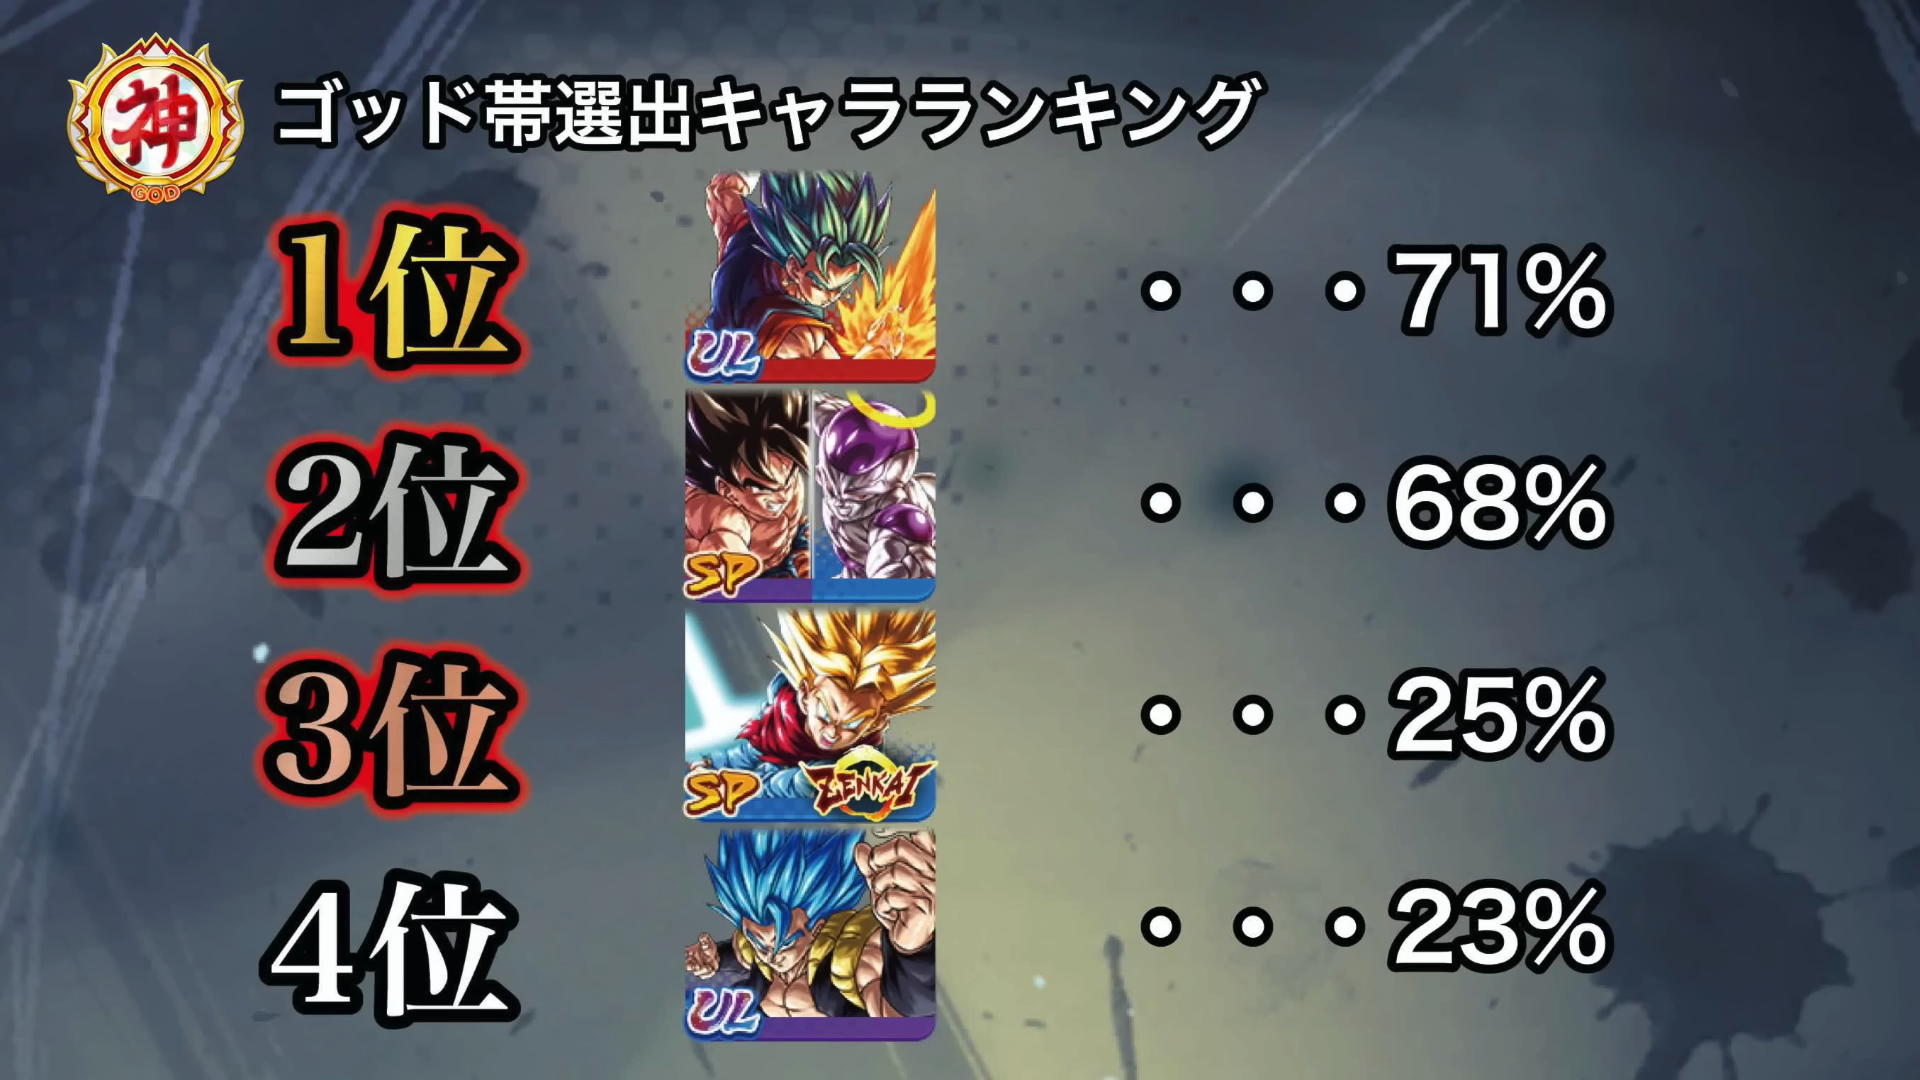 神
GOD
ゴッド帯選出キャラランキング
1位
UL
・・・71%
2位
SP
・・・68%
3位
SP
ZENKAI
・・・25%
4位
UL
・・・23%